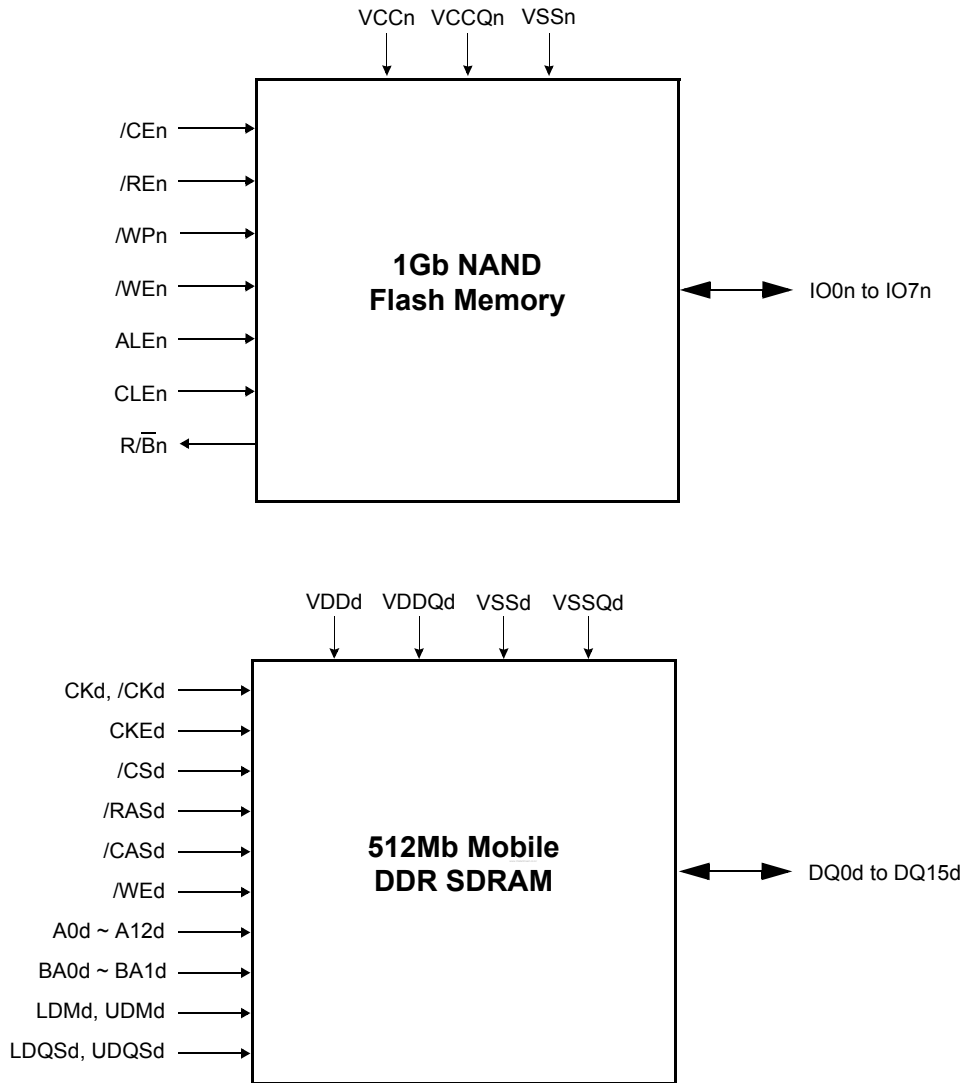 VCCn VCCQn VSSn
/CEn
/REn
/WPn
/WEn
ALEn
CLEn
R/B̅n
1Gb NAND
Flash Memory
IO0n to IO7n
VDDd VDDQd VSSd VSSQd
CKd, /CKd
CKEd
/CSd
/RASd
/CASd
/WEd
A0d ~ A12d
BA0d ~ BA1d
LDMd, UDMd
LDQSd, UDQSd
512Mb Mobile
DDR SDRAM
DQ0d to DQ15d